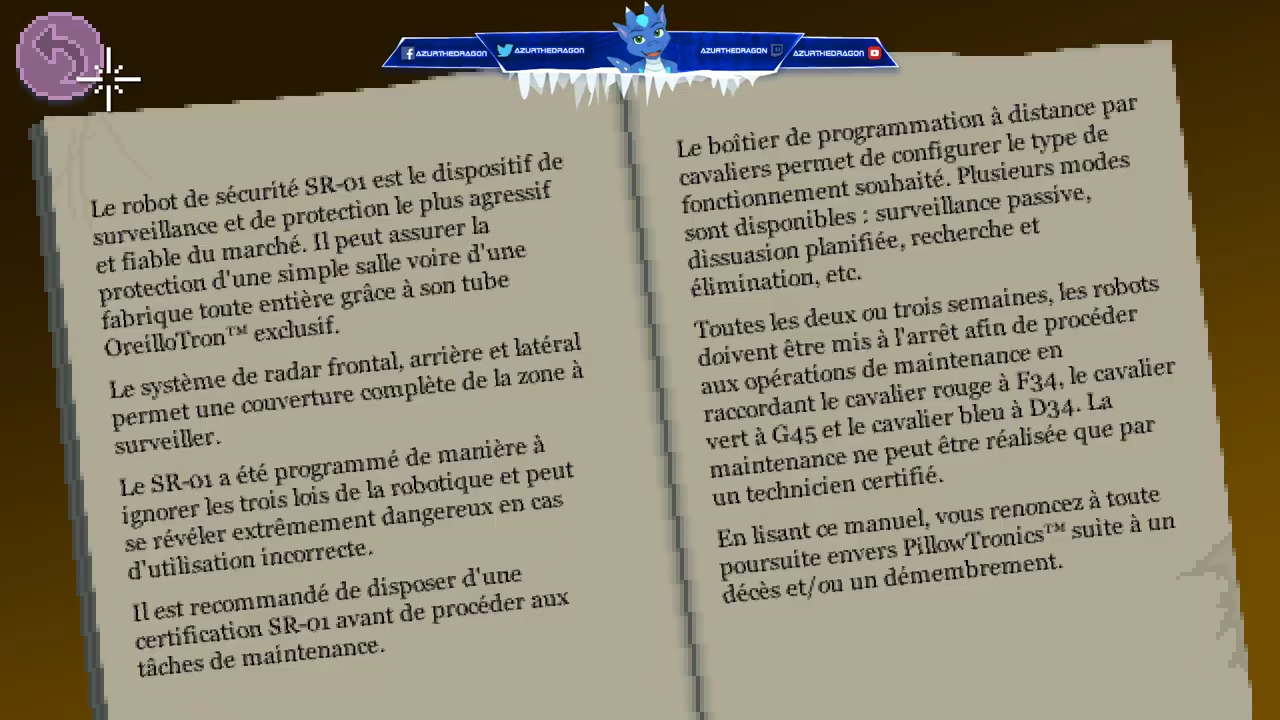 AZURTHEDRAGON
AZURTHEDRAGON
AZURTHEDRAGON
AZURTHEDRAGON
Le robot de sécurité SR-01 est le dispositif de
surveillance et de protection le plus agressif
et fiable du marché. Il peut assurer la
protection d'une simple salle voire d'une
fabrique toute entière grâce à son tube
OreilloTron™ exclusif.
Le système de radar frontal, arrière et latéral
permet une couverture complète de la zone à
surveiller.
Le SR-01 a été programmé de manière à
ignorer les trois lois de la robotique et peut
se révéler extrêmement dangereux en cas
d'utilisation incorrecte.
Il est recommandé de disposer d'une
certification SR-01 avant de procéder aux
tâches de maintenance.
Le boîtier de programmation à distance par
cavaliers permet de configurer le type de
fonctionnement souhaité. Plusieurs modes
sont disponibles : surveillance passive,
dissuasion planifiée, recherche et
élimination, etc.
Toutes les deux ou trois semaines, les robots
doivent être mis à l'arrêt afin de procéder
aux opérations de maintenance en
raccordant le cavalier rouge à F34, le cavalier
vert à G45 et le cavalier bleu à D34. La
maintenance ne peut être réalisée que par
un technicien certifié.
En lisant ce manuel, vous renoncez à toute
poursuite envers PillowTronics™ suite à un
décès et/ou un démembrement.